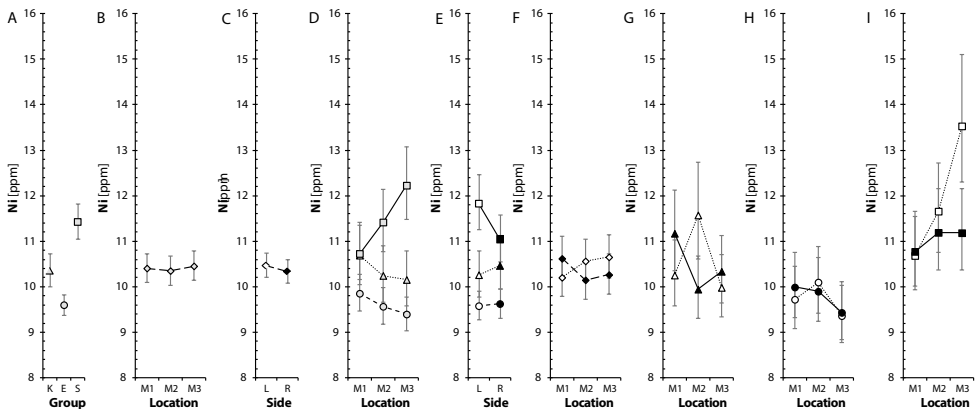 A B C D E F G H I
16 16 16 16 16 16 16 16 16
15 15 15 15 15 15 15 15 15
14 14 14 14 14 14 14 14 14
13 13 13 13 13 13 13 13 13
12 12 12 12 12 12 12 12 12
11 11 11 11 11 11 11 11 11
10 10 10 10 10 10 10 10 10
9 9 9 9 9 9 9 9 9
8 8 8 8 8 8 8 8 8
Ni [ppm] Ni [ppm] Ni[ppm] Ni [ppm] Ni [ppm] Ni [ppm] Ni [ppm] Ni [ppm] Ni [ppm]
K E S M1 M2 M3 L R M1 M2 M3 L R M1 M2 M3 M1 M2 M3 M1 M2 M3 M1 M2 M3
Group Location Side Location Side Location Location Location Location